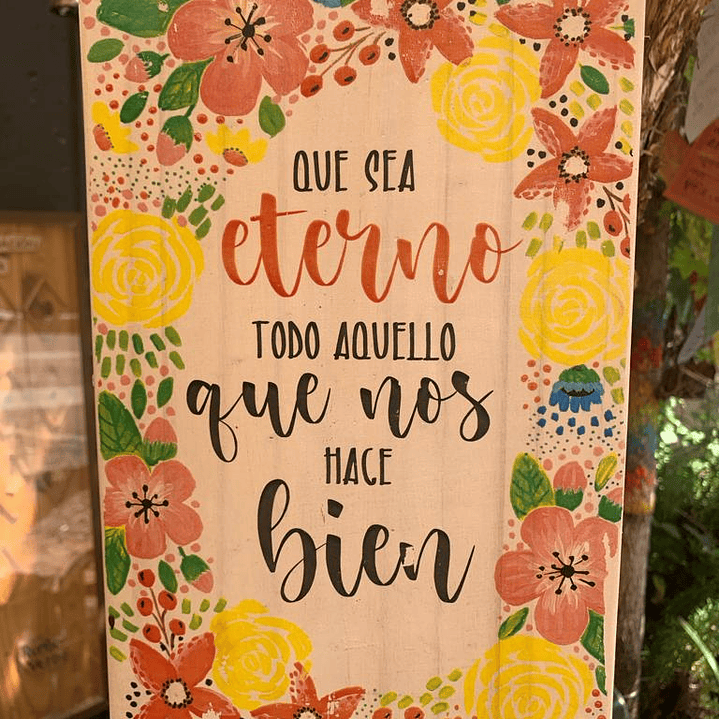 QUE SEA
eterno
TODO AQUELLO
que nos
HACE
bien